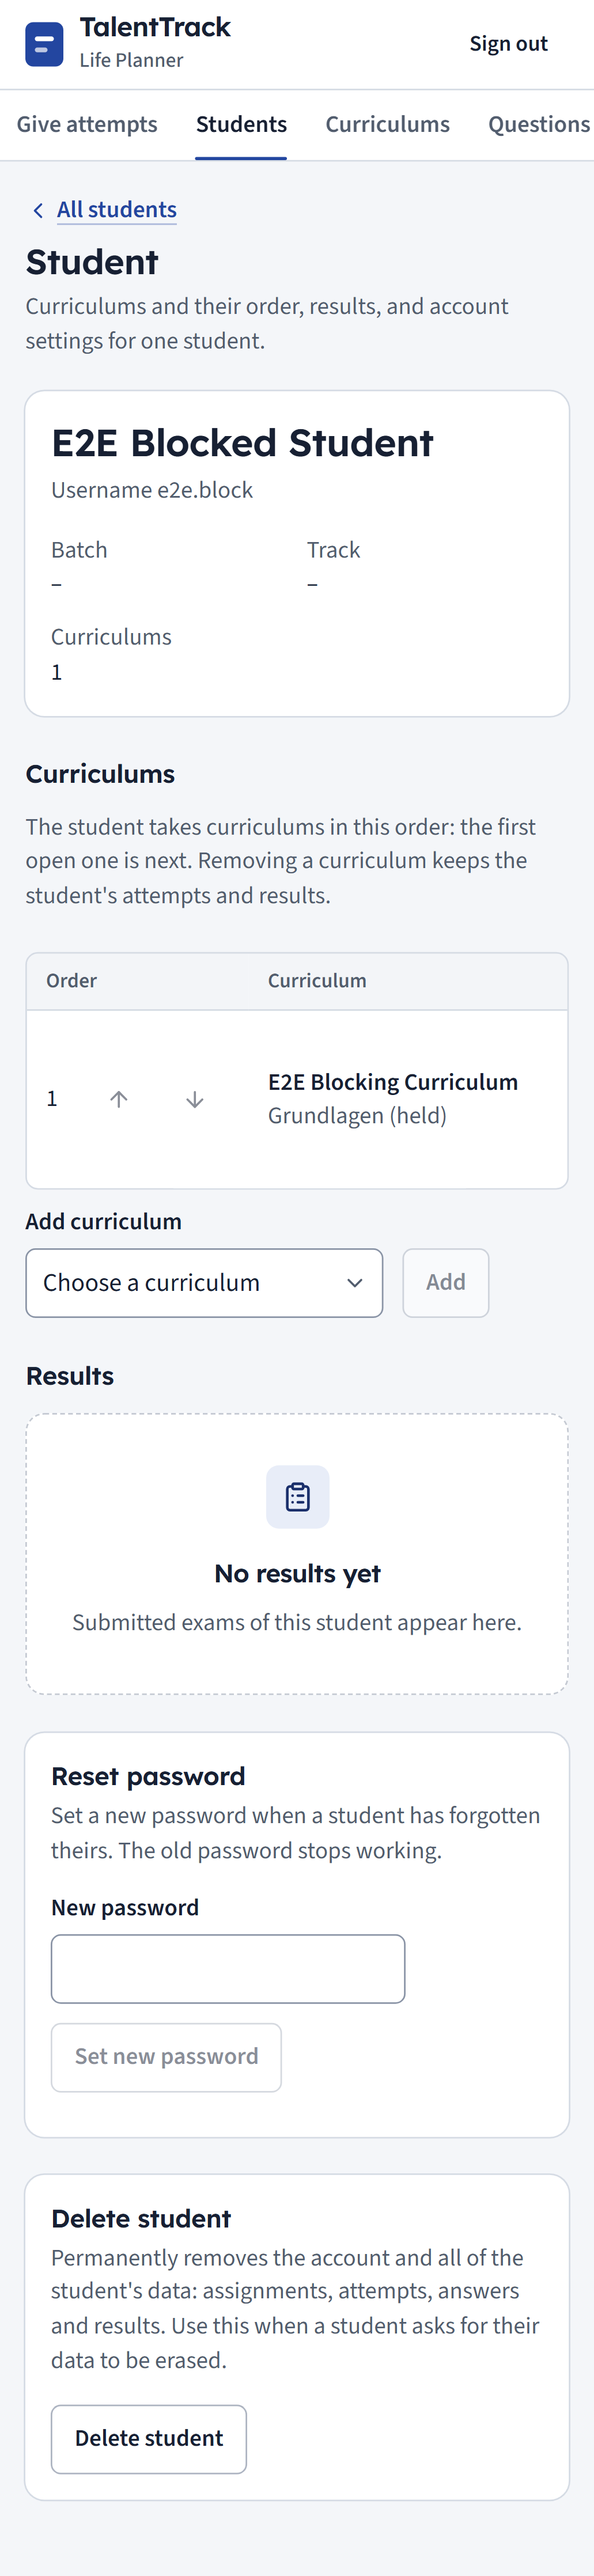 TalentTrack
Life Planner
Sign out
Give attempts
Students
Curriculums
Questions
All students
Student
Curriculums and their order, results, and account
settings for one student.
E2E Blocked Student
Username e2e.block
Batch
Track
–
–
Curriculums
1
Curriculums
The student takes curriculums in this order: the first
open one is next. Removing a curriculum keeps the
student's attempts and results.
Order
Curriculum
1
E2E Blocking Curriculum
Grundlagen (held)
Add curriculum
Choose a curriculum
Add
Results
No results yet
Submitted exams of this student appear here.
Reset password
Set a new password when a student has forgotten
theirs. The old password stops working.
New password
Set new password
Delete student
Permanently removes the account and all of the
student's data: assignments, attempts, answers
and results. Use this when a student asks for their
data to be erased.
Delete student